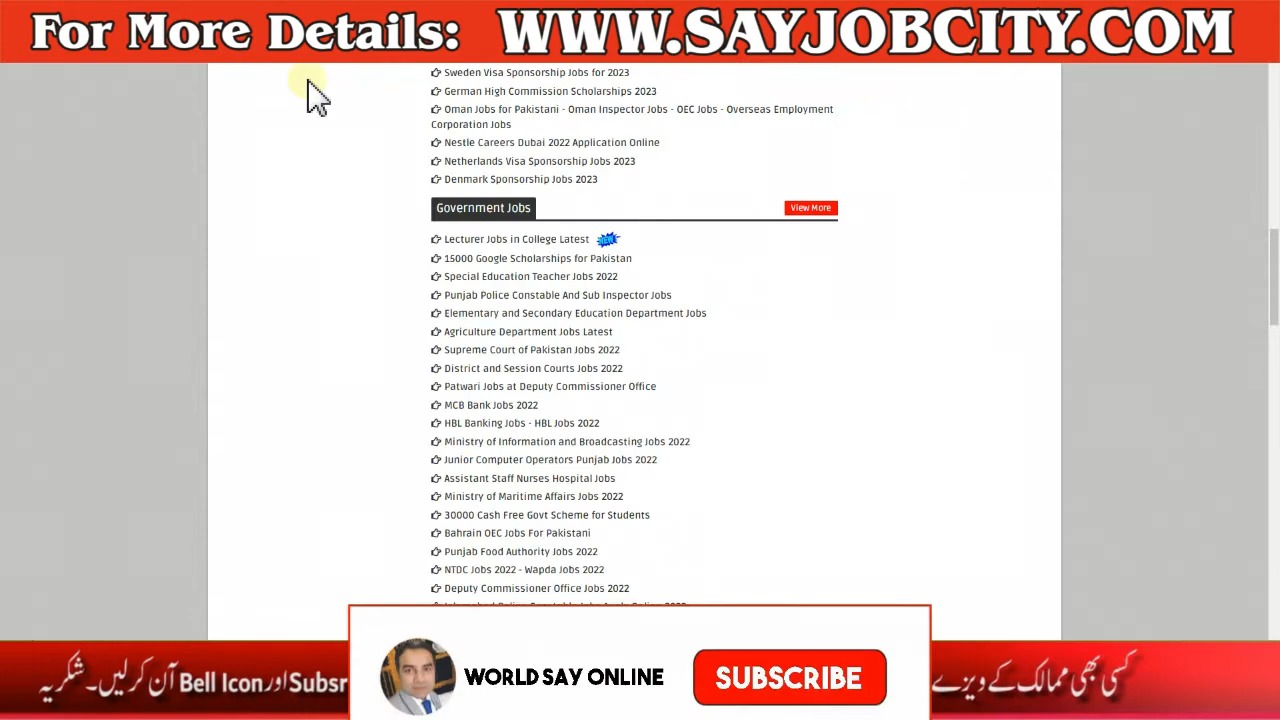 For More Details: WWW.SAYJOBCITY.COM
Sweden Visa Sponsorship Jobs for 2023
German High Commission Scholarships 2023
Oman Jobs for Pakistani - Oman Inspector Jobs - OEC Jobs - Overseas Employment
Corporation Jobs
Nestle Careers Dubai 2022 Application Online
Netherlands Visa Sponsorship Jobs 2023
Denmark Sponsorship Jobs 2023
Government Jobs View More
Lecturer Jobs in College Latest NEW
15000 Google Scholarships for Pakistan
Special Education Teacher Jobs 2022
Punjab Police Constable And Sub Inspector Jobs
Elementary and Secondary Education Department Jobs
Agriculture Department Jobs Latest
Supreme Court of Pakistan Jobs 2022
District and Session Courts Jobs 2022
Patwari Jobs at Deputy Commissioner Office
MCB Bank Jobs 2022
HBL Banking Jobs - HBL Jobs 2022
Ministry of Information and Broadcasting Jobs 2022
Junior Computer Operators Punjab Jobs 2022
Assistant Staff Nurses Hospital Jobs
Ministry of Maritime Affairs Jobs 2022
30000 Cash Free Govt Scheme for Students
Bahrain OEC Jobs For Pakistani
Punjab Food Authority Jobs 2022
NTDC Jobs 2022 - Wapda Jobs 2022
Deputy Commissioner Office Jobs 2022
WORLD SAY ONLINE SUBSCRIBE
کسی بھی ممالک کے ویزے
اور Bell Icon آن کرلیں۔ شکریہ